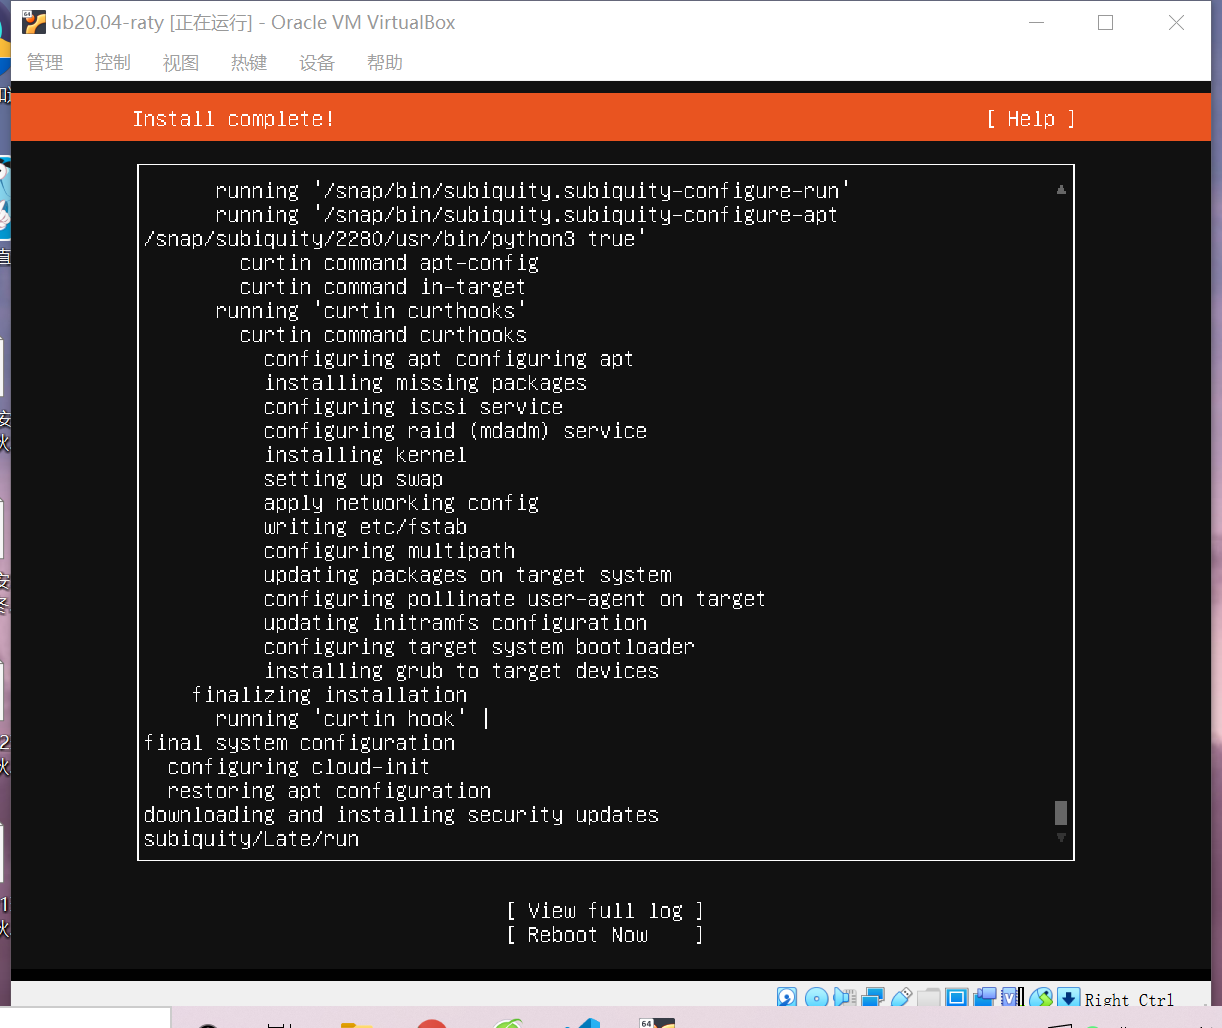 ub20.04-raty [正在运行] - Oracle VM VirtualBox
管理 控制 视图 热键 设备 帮助
Install complete! [ Help ]
running '/snap/bin/subiquity.subiquity-configure-run'
running '/snap/bin/subiquity.subiquity-configure-apt
/snap/subiquity/2280/usr/bin/python3 true'
curtin command apt-config
curtin command in-target
running 'curtin curthooks'
curtin command curthooks
configuring apt configuring apt
installing missing packages
configuring iscsi service
configuring raid (mdadm) service
installing kernel
setting up swap
apply networking config
writing etc/fstab
configuring multipath
updating packages on target system
configuring pollinate user-agent on target
updating initramfs configuration
configuring target system bootloader
installing grub to target devices
finalizing installation
running 'curtin hook' |
final system configuration
configuring cloud-init
restoring apt configuration
downloading and installing security updates
subiquity/Late/run
[ View full log ]
[ Reboot Now ]
Right Ctrl
64